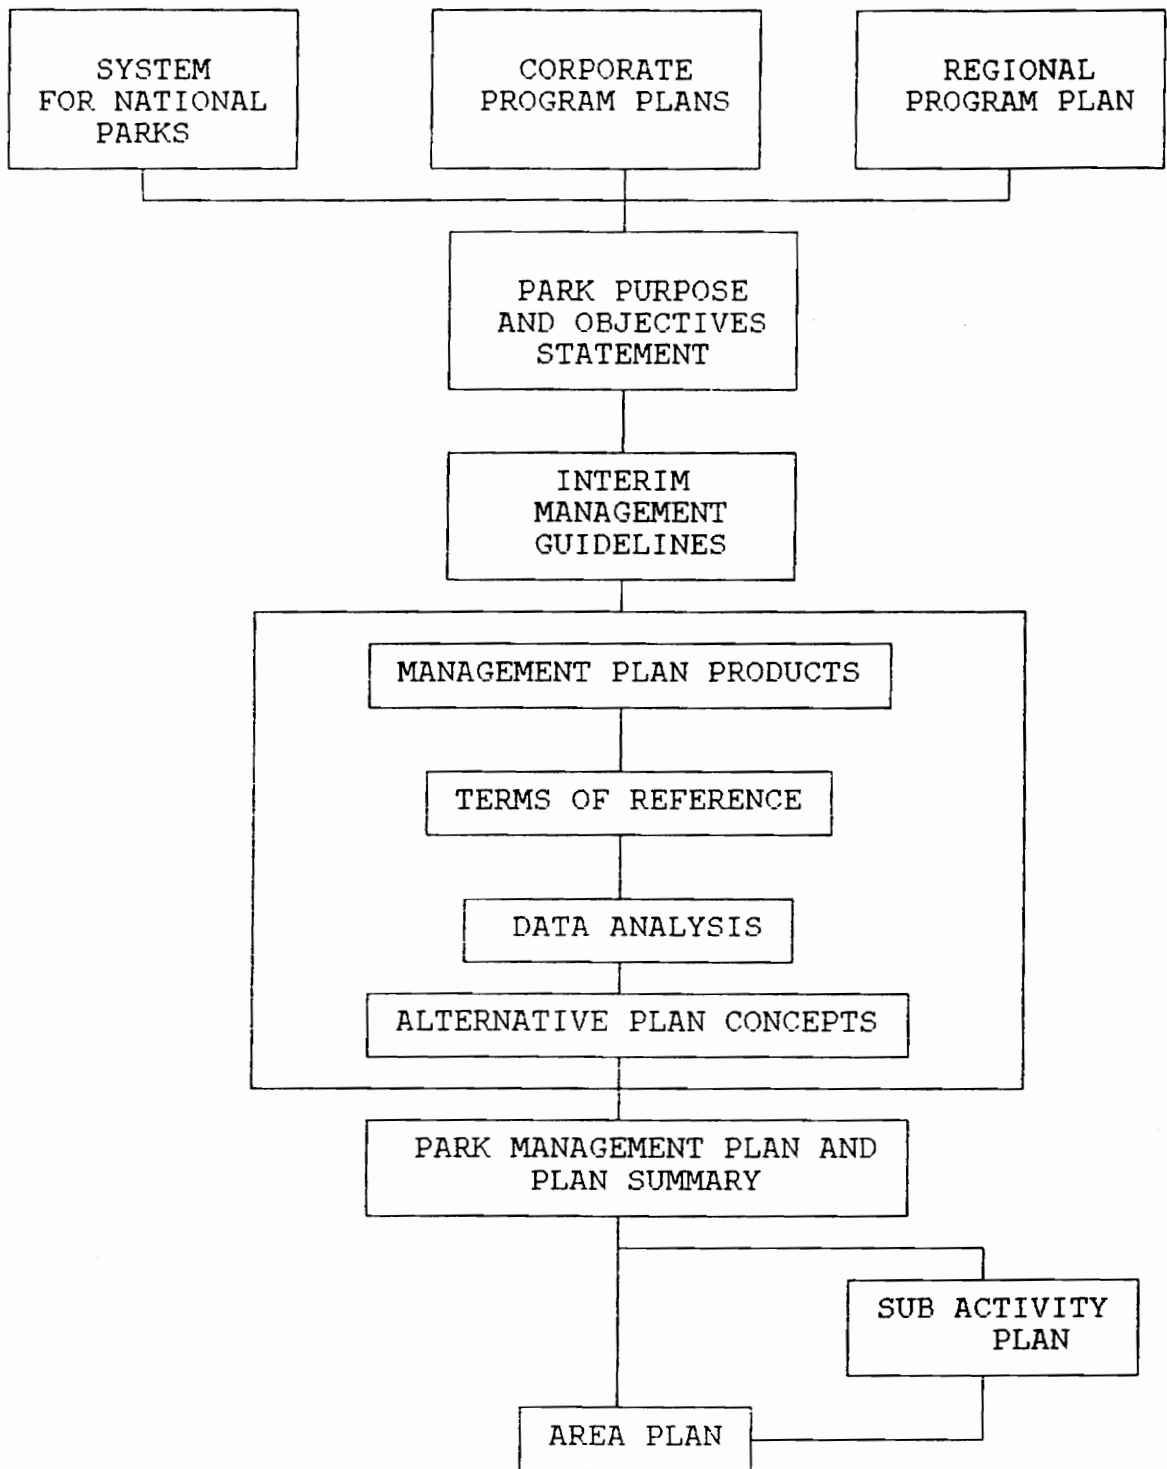 SYSTEM
FOR NATIONAL
PARKS
CORPORATE
PROGRAM PLANS
REGIONAL
PROGRAM PLAN
PARK PURPOSE
AND OBJECTIVES
STATEMENT
INTERIM
MANAGEMENT
GUIDELINES
MANAGEMENT PLAN PRODUCTS
TERMS OF REFERENCE
DATA ANALYSIS
ALTERNATIVE PLAN CONCEPTS
PARK MANAGEMENT PLAN AND
PLAN SUMMARY
SUB ACTIVITY
PLAN
AREA PLAN